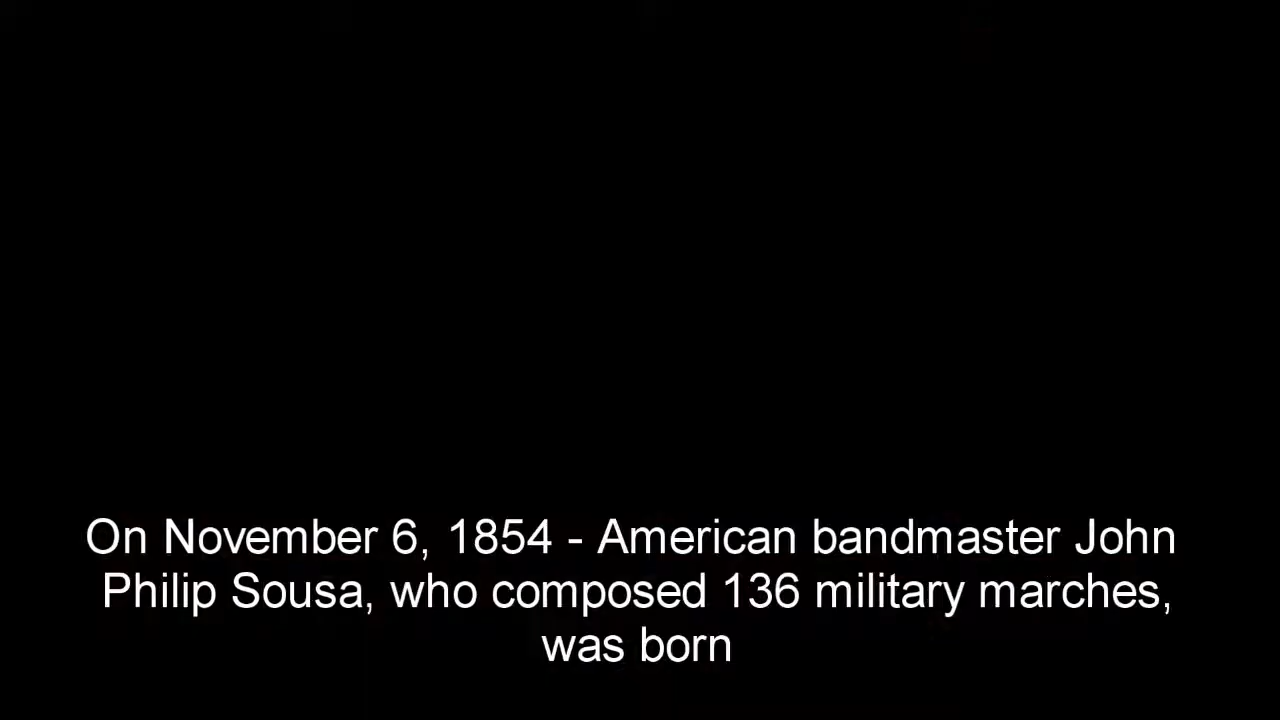 On November 6, 1854 - American bandmaster John
Philip Sousa, who composed 136 military marches,
was born